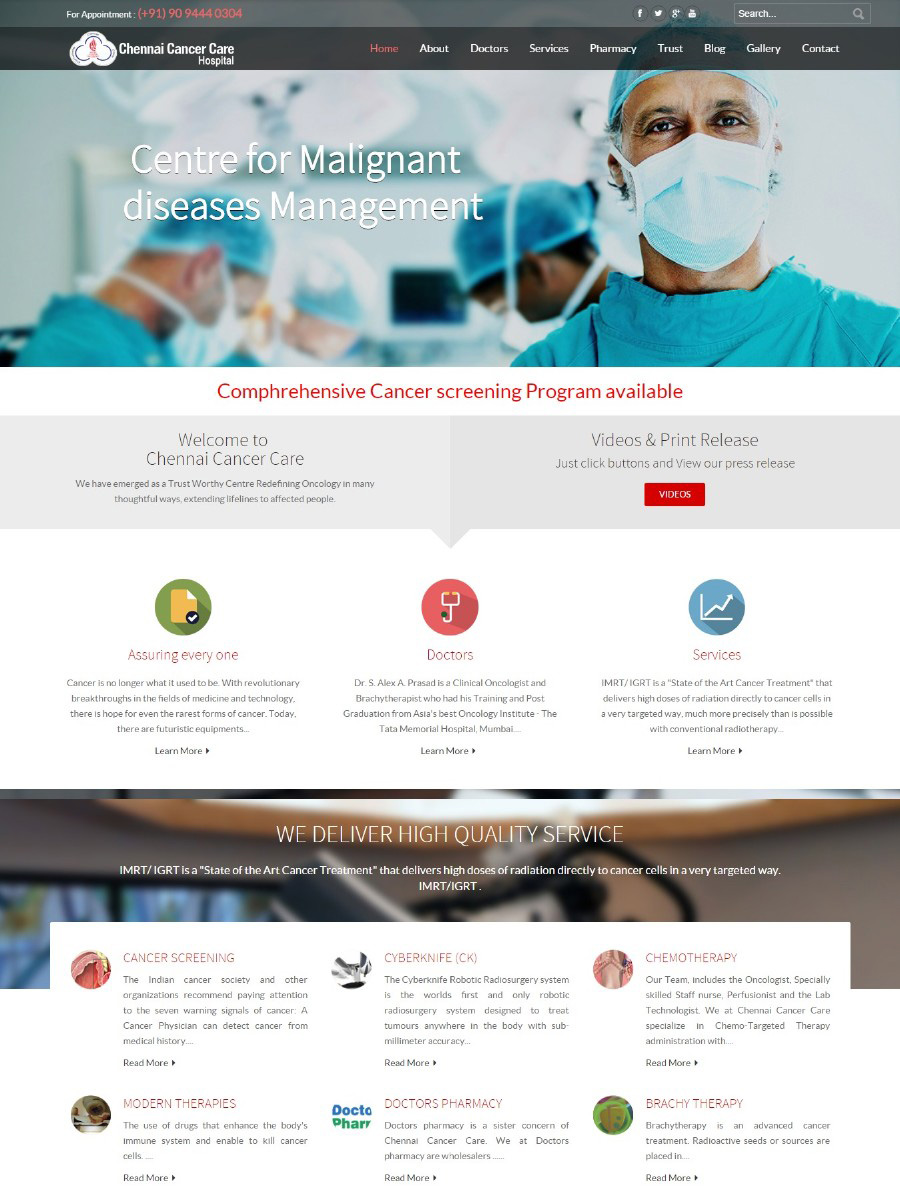 For Appointment : (+91) 90 9444 0304
Search...
Chennai Cancer Care
Hospital
Home About Doctors Services Pharmacy Trust Blog Gallery Contact
Centre for Malignant
diseases Management
Comphrehensive Cancer screening Program available
Welcome to
Chennai Cancer Care
We have emerged as a Trust Worthy Centre Redefining Oncology in many
thoughtful ways, extending lifelines to affected people.
Videos & Print Release
Just click buttons and View our press release
VIDEOS
Assuring every one
Cancer is no longer what it used to be. With revolutionary
breakthroughs in the fields of medicine and technology,
there is hope for even the rarest forms of cancer. Today,
there are futuristic equipments...
Learn More
Doctors
Dr. S. Alex A. Prasad is a Clinical Oncologist and
Brachytherapist who had his Training and Post
Graduation from Asia's best Oncology Institute - The
Tata Memorial Hospital, Mumbai....
Learn More
Services
IMRT/ IGRT is a "State of the Art Cancer Treatment" that
delivers high doses of radiation directly to cancer cells in
a very targeted way, much more precisely than is possible
with conventional radiotherapy...
Learn More
WE DELIVER HIGH QUALITY SERVICE
IMRT/ IGRT is a "State of the Art Cancer Treatment" that delivers high doses of radiation directly to cancer cells in a very targeted way.
IMRT/IGRT .
CANCER SCREENING
The Indian cancer society and other
organizations recommend paying attention
to the seven warning signals of cancer: A
Cancer Physician can detect cancer from
medical history....
Read More
CYBERKNIFE (CK)
The Cyberknife Robotic Radiosurgery system
is the worlds first and only robotic
radiosurgery system designed to treat
tumours anywhere in the body with sub-
millimeter accuracy...
Read More
CHEMOTHERAPY
Our Team, includes the Oncologist, Specially
skilled Staff nurse, Perfusionist and the Lab
Technologist. We at Chennai Cancer Care
specialize in Chemo-Targeted Therapy
administration with....
Read More
MODERN THERAPIES
The use of drugs that enhance the body's
immune system and enable to kill cancer
cells. ....
Read More
Docto
Phar
DOCTORS PHARMACY
Doctors pharmacy is a sister concern of
Chennai Cancer Care. We at Doctors
pharmacy are wholesalers ......
Read More
BRACHY THERAPY
Brachytherapy is an advanced cancer
treatment. Radioactive seeds or sources are
placed in....
Read More